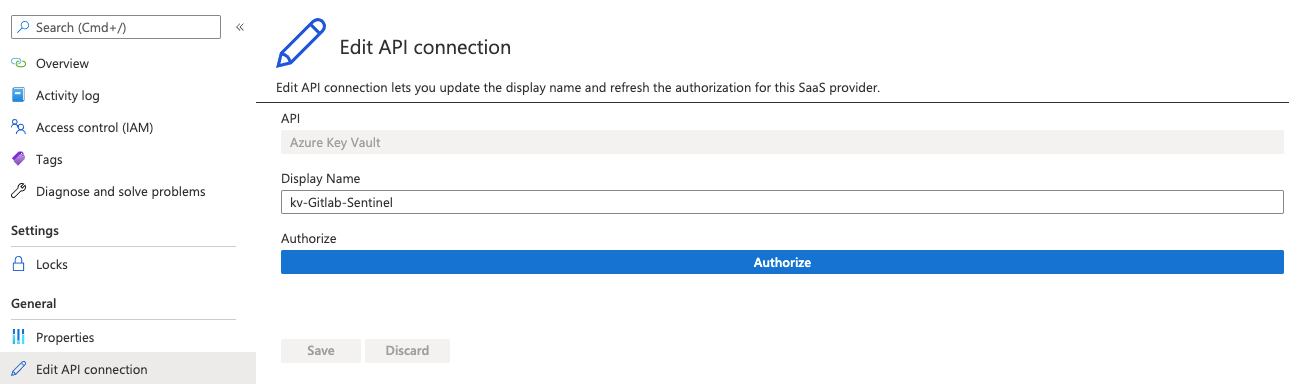 Search (Cmd+/)
«
Overview
Activity log
Access control (IAM)
Tags
Diagnose and solve problems
Settings
Locks
General
Properties
Edit API connection
Edit API connection
Edit API connection lets you update the display name and refresh the authorization for this SaaS provider.
API
Azure Key Vault
Display Name
kv-Gitlab-Sentinel
Authorize
Authorize
Save Discard